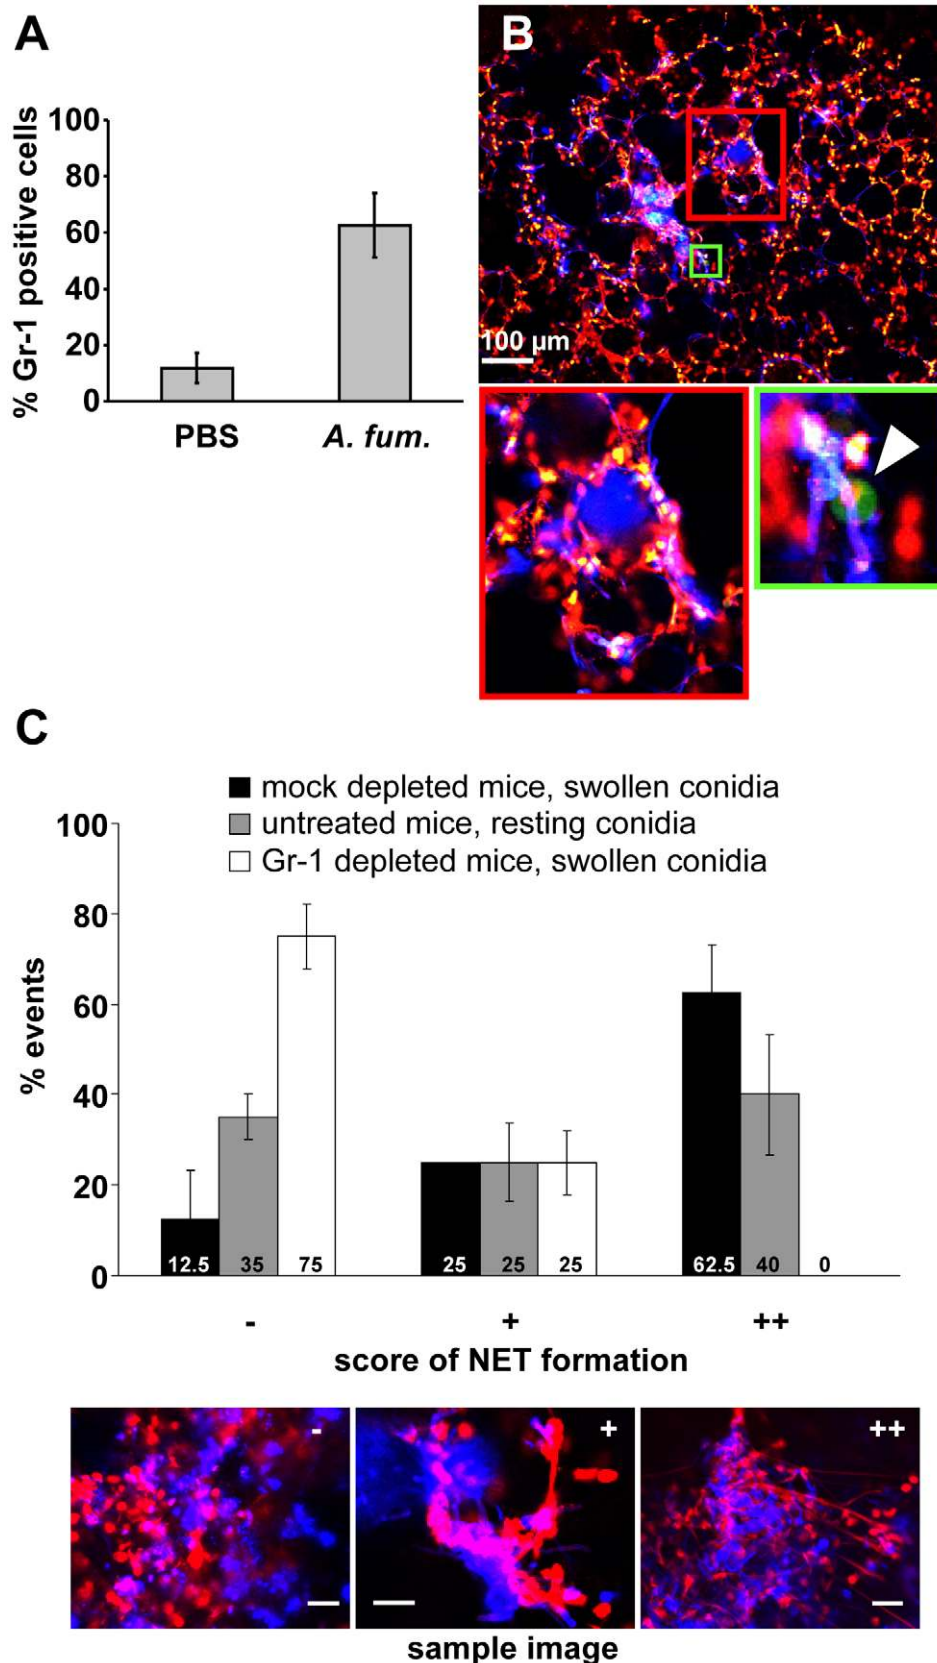 A
B
100
80
60
40
20
0
% Gr-1 positive cells
PBS
A. fum.
100 µm
C
mock depleted mice, swollen conidia
untreated mice, resting conidia
Gr-1 depleted mice, swollen conidia
100
80
60
40
20
0
% events
12.5 35 75 25 25 25 62.5 40 0
- + ++
score of NET formation
- + ++
sample image